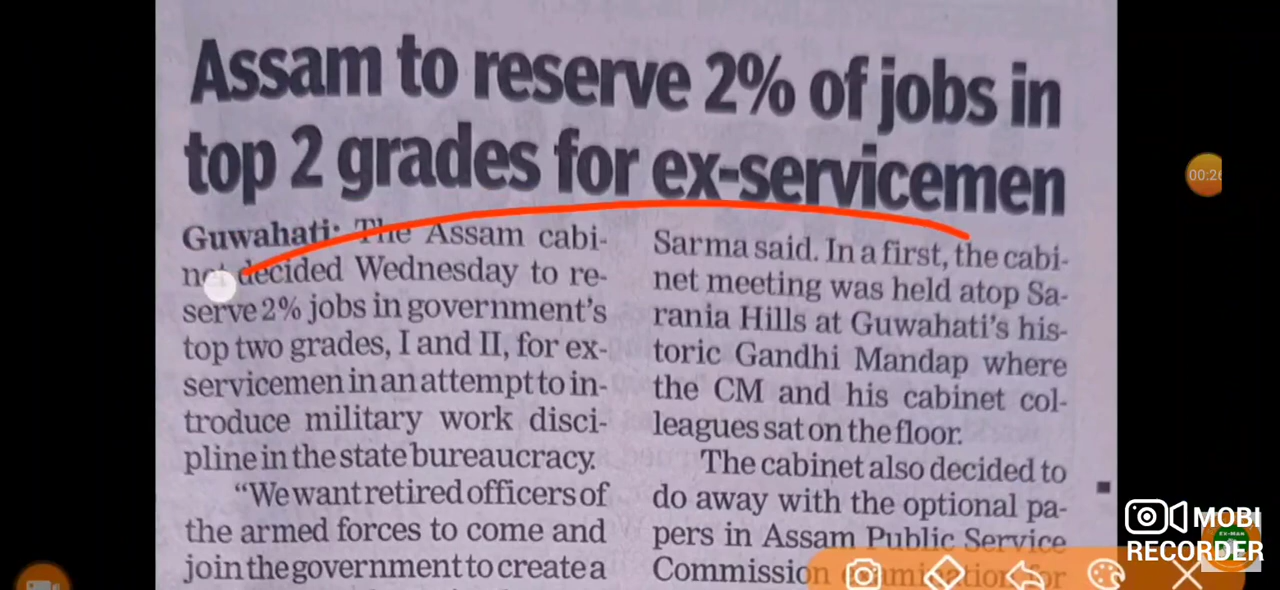 Assam to reserve 2% of jobs in
top 2 grades for ex-servicemen
Guwahati: The Assam cabi-
net decided Wednesday to re-
serve 2% jobs in government's
top two grades, I and II, for ex-
servicemen in an attempt to in-
troduce military work disci-
pline in the state bureaucracy.
"We want retired officers of
the armed forces to come and
join the government to create a
Sarma said. In a first, the cabi-
net meeting was held atop Sa-
rania Hills at Guwahati's his-
toric Gandhi Mandap where
the CM and his cabinet col-
leagues sat on the floor.
The cabinet also decided to
do away with the optional pa-
pers in Assam Public Service
Commission examination for
00:26
MOBI
RECORDER
EX-MAN